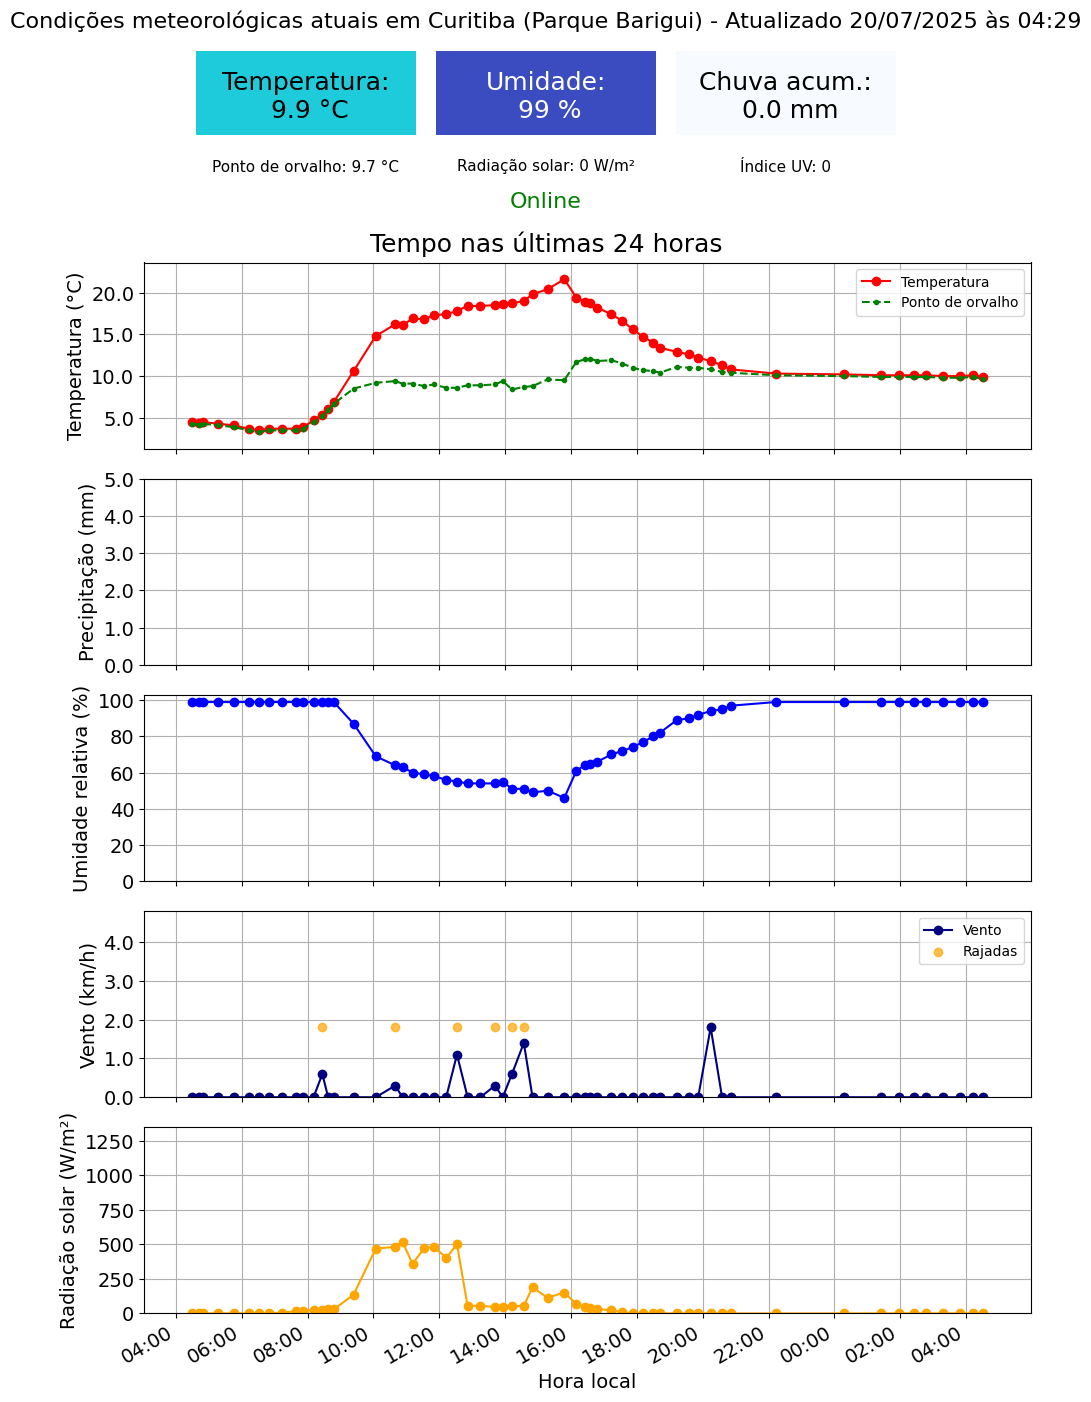 Condições meteorológicas atuais em Curitiba (Parque Barigui) - Atualizado 20/07/2025 às 04:29
Temperatura:
9.9 °C
Umidade:
99 %
Chuva acum.:
0.0 mm
Ponto de orvalho: 9.7 °C
Radiação solar: 0 W/m²
Índice UV: 0
Online
Tempo nas últimas 24 horas
Temperatura (°C)
20.0
15.0
10.0
5.0
Temperatura
Ponto de orvalho
Precipitação (mm)
5.0
4.0
3.0
2.0
1.0
0.0
Umidade relativa (%)
100
80
60
40
20
0
Vento (km/h)
4.0
3.0
2.0
1.0
0.0
Vento
Rajadas
Radiação solar (W/m²)
1250
1000
750
500
250
0
04:00
06:00
08:00
10:00
12:00
14:00
16:00
18:00
20:00
22:00
00:00
02:00
04:00
Hora local